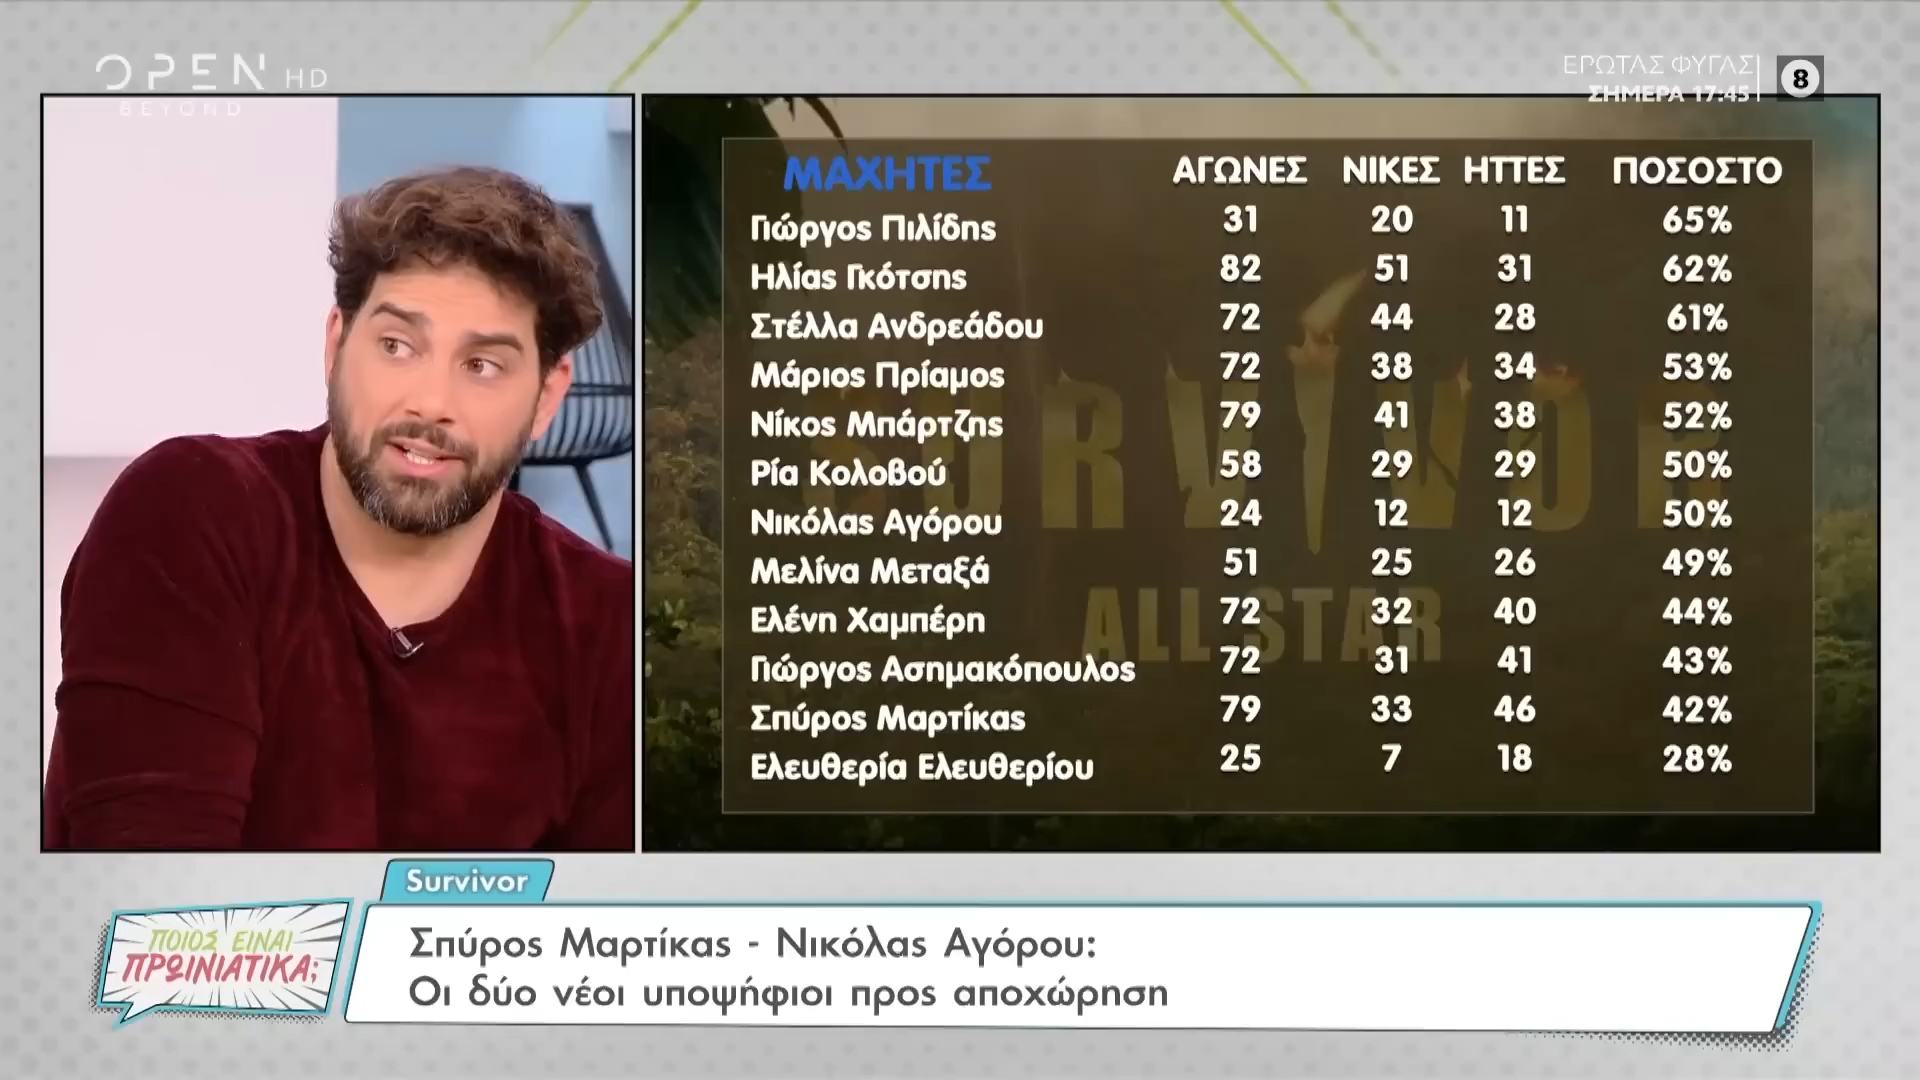 OPEN HD
BEYOND
ΕΡΩΤΑΣ ΦΥΓΑΣ
ΣΗΜΕΡΑ 17:45
8
ΜΑΧΗΤΕΣ ΑΓΩΝΕΣ ΝΙΚΕΣ ΗΤΤΕΣ ΠΟΣΟΣΤΟ
Γιώργος Πιλίδης 31 20 11 65%
Ηλίας Γκότσης 82 51 31 62%
Στέλλα Ανδρεάδου 72 44 28 61%
Μάριος Πρίαμος 72 38 34 53%
Νίκος Μπάρτζης 79 41 38 52%
Ρία Κολοβού 58 29 29 50%
Νικόλας Αγόρου 24 12 12 50%
Μελίνα Μεταξά 51 25 26 49%
Ελένη Χαμπέρη 72 32 40 44%
Γιώργος Ασημακόπουλος 72 31 41 43%
Σπύρος Μαρτίκας 79 33 46 42%
Ελευθερία Ελευθερίου 25 7 18 28%
SURVIVOR
ALL STAR
Survivor
ΠΟΙΟΣ ΕΙΝΑΙ
ΠΡΩΙΝΙΑΤΙΚΑ;
Σπύρος Μαρτίκας - Νικόλας Αγόρου:
Οι δύο νέοι υποψήφιοι προς αποχώρηση